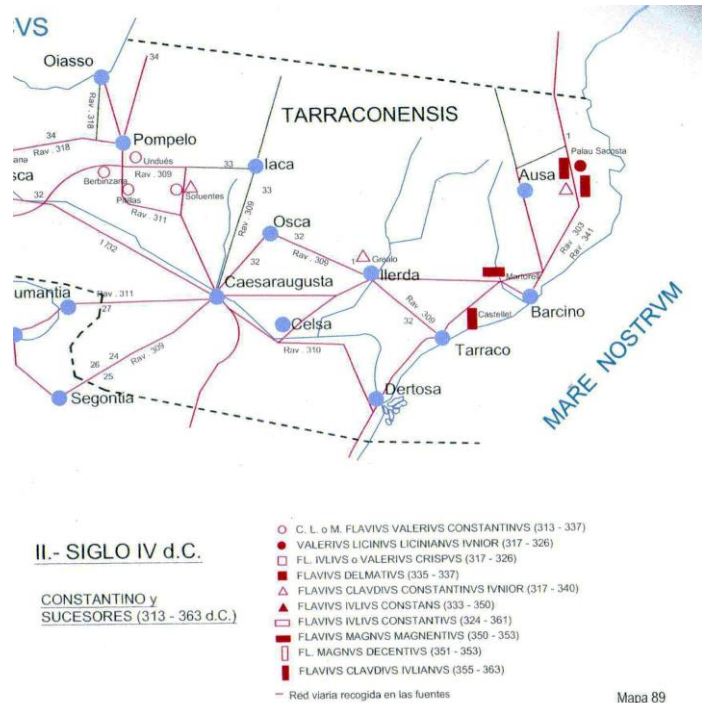 VS
Oiasso
34
TARRACONENSIS
Rav. 318
34
Pompelo
Rav. 318
Undués
33
Iaca
1
Palau Sacosta
Rav. 309
Ausa
Sofuentes
33
32
Rav. 311
Rav. 309
Osca
32
Rav. 309
1
Ilerda
Rav. 303
Rav. 341
32
Caesaraugusta
Rav. 311
umantia
27
Celsa
Rav. 309
32
Castellet
Barcino
Rav. 310
Tarraco
24
Rav. 309
26
25
Dertosa
Segontia
MARE NOSTRVM
II.- SIGLO IV d.C.
CONSTANTINO y
SUCESORES (313 - 363 d.C.)
C. L. o M. FLAVIVS VALERIVS CONSTANTINVS (313 - 337)
VALERIVS LICINIVS LICINIANVS IVNIOR (317 - 326)
FL. IVLIVS o VALERIVS CRISPVS (317 - 326)
FLAVIVS DELMATIVS (335 - 337)
FLAVIVS CLAVDIVS CONSTANTINVS IVNIOR (317 - 340)
FLAVIVS IVLIVS CONSTANS (333 - 350)
FLAVIVS IVLIVS CONSTANTIVS (324 - 361)
FLAVIVS MAGNVS MAGNENTIVS (350 - 353)
FL. MAGNVS DECENTIVS (351 - 353)
FLAVIVS CLAVDIVS IVLIANVS (355 - 363)
Red viaria recogida en las fuentes
Mapa 89